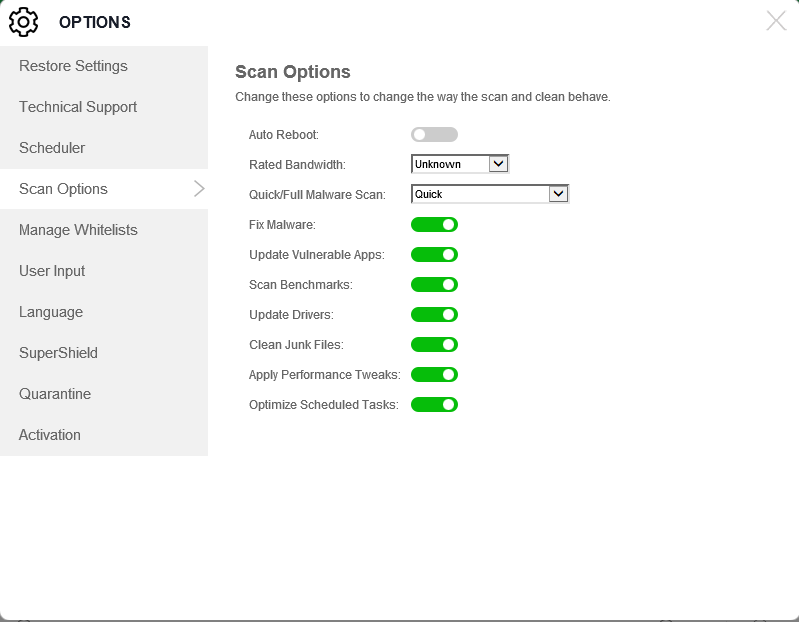 OPTIONS
Restore Settings
Technical Support
Scheduler
Scan Options
Manage Whitelists
User Input
Language
SuperShield
Quarantine
Activation
Scan Options
Change these options to change the way the scan and clean behave.
Auto Reboot:
Rated Bandwidth: Unknown
Quick/Full Malware Scan: Quick
Fix Malware:
Update Vulnerable Apps:
Scan Benchmarks:
Update Drivers:
Clean Junk Files:
Apply Performance Tweaks:
Optimize Scheduled Tasks: